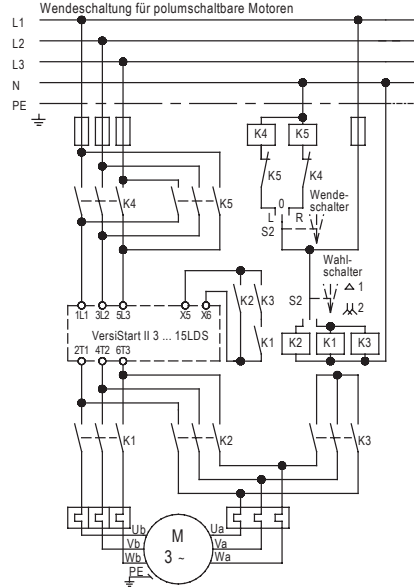 Wendeschaltung für polumschaltbare Motoren
L1
L2
L3
N
PE
K4 K5
K5 K4
0 Wende-
L R schalter
S2
K4 K5
Wahl-
schalter
1
S2
2
1L1 3L2 5L3 X5 X6
K2 K3
VersiStart II 3 ... 15LDS
K1
K2 K1 K3
2T1 4T2 6T3
K1 K2 K3
Ub Ua
M
Vb Va
3 ~
Wb Wa
PE